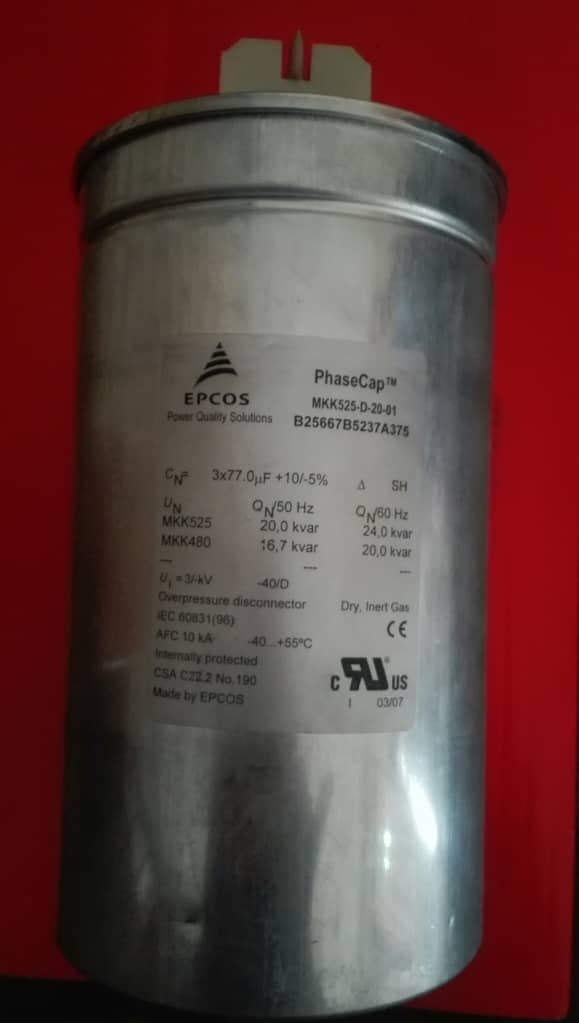 EPCOS
Power Quality Solutions
PhaseCap™
MKK525-D-20-01
B25667B5237A375
CN= 3x77.0µF +10/-5% Δ SH
UN QN/50 Hz QN/60 Hz
MKK525 20,0 kvar 24,0 kvar
MKK480 16,7 kvar 20,0 kvar
--- --- ---
Ui = 3/-kV -40/D
Overpressure disconnector Dry, Inert Gas
IEC 60831(96) CE
AFC 10 kA -40...+55ºC
Internally protected
CSA C22.2 No.190
Made by EPCOS
C RU® US
I 03/07